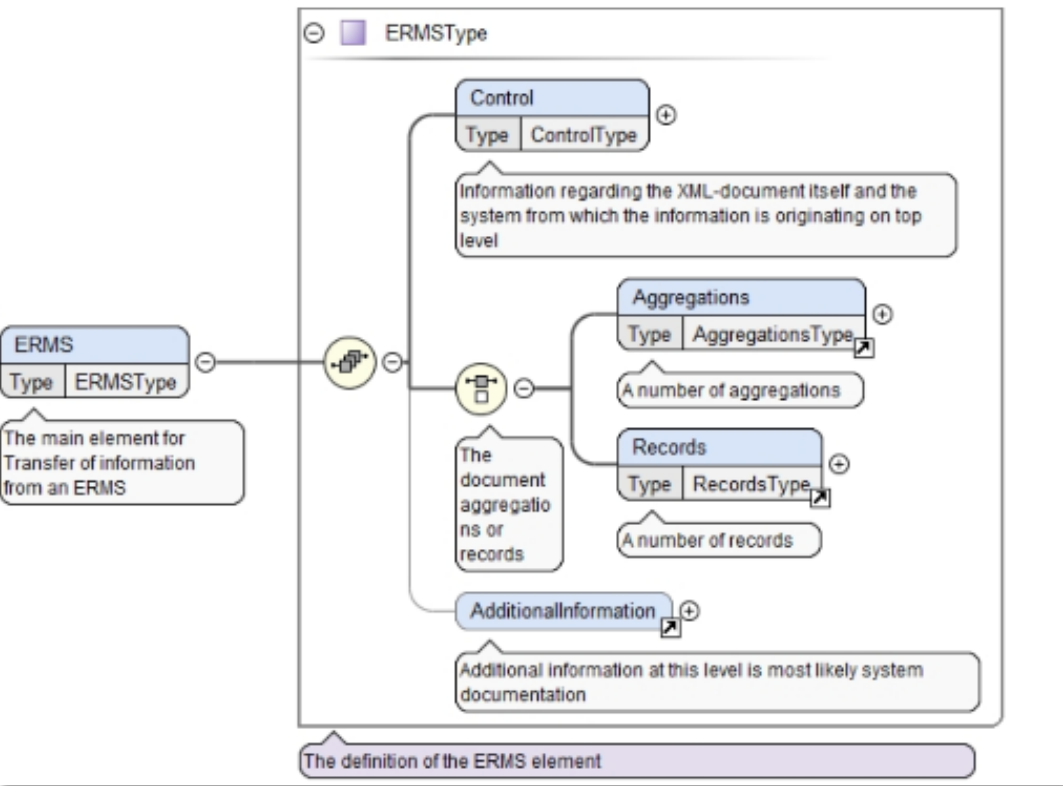 ERMSType
Control
Type ControlType
Information regarding the XML-document itself and the
system from which the information is originating on top
level
Aggregations
Type AggregationsType
A number of aggregations
ERMS
Type ERMSType
The main element for
Transfer of information
from an ERMS
The
document
aggregatio
ns or
records
Records
Type RecordsType
A number of records
AdditionalInformation
Additional information at this level is most likely system
documentation
The definition of the ERMS element